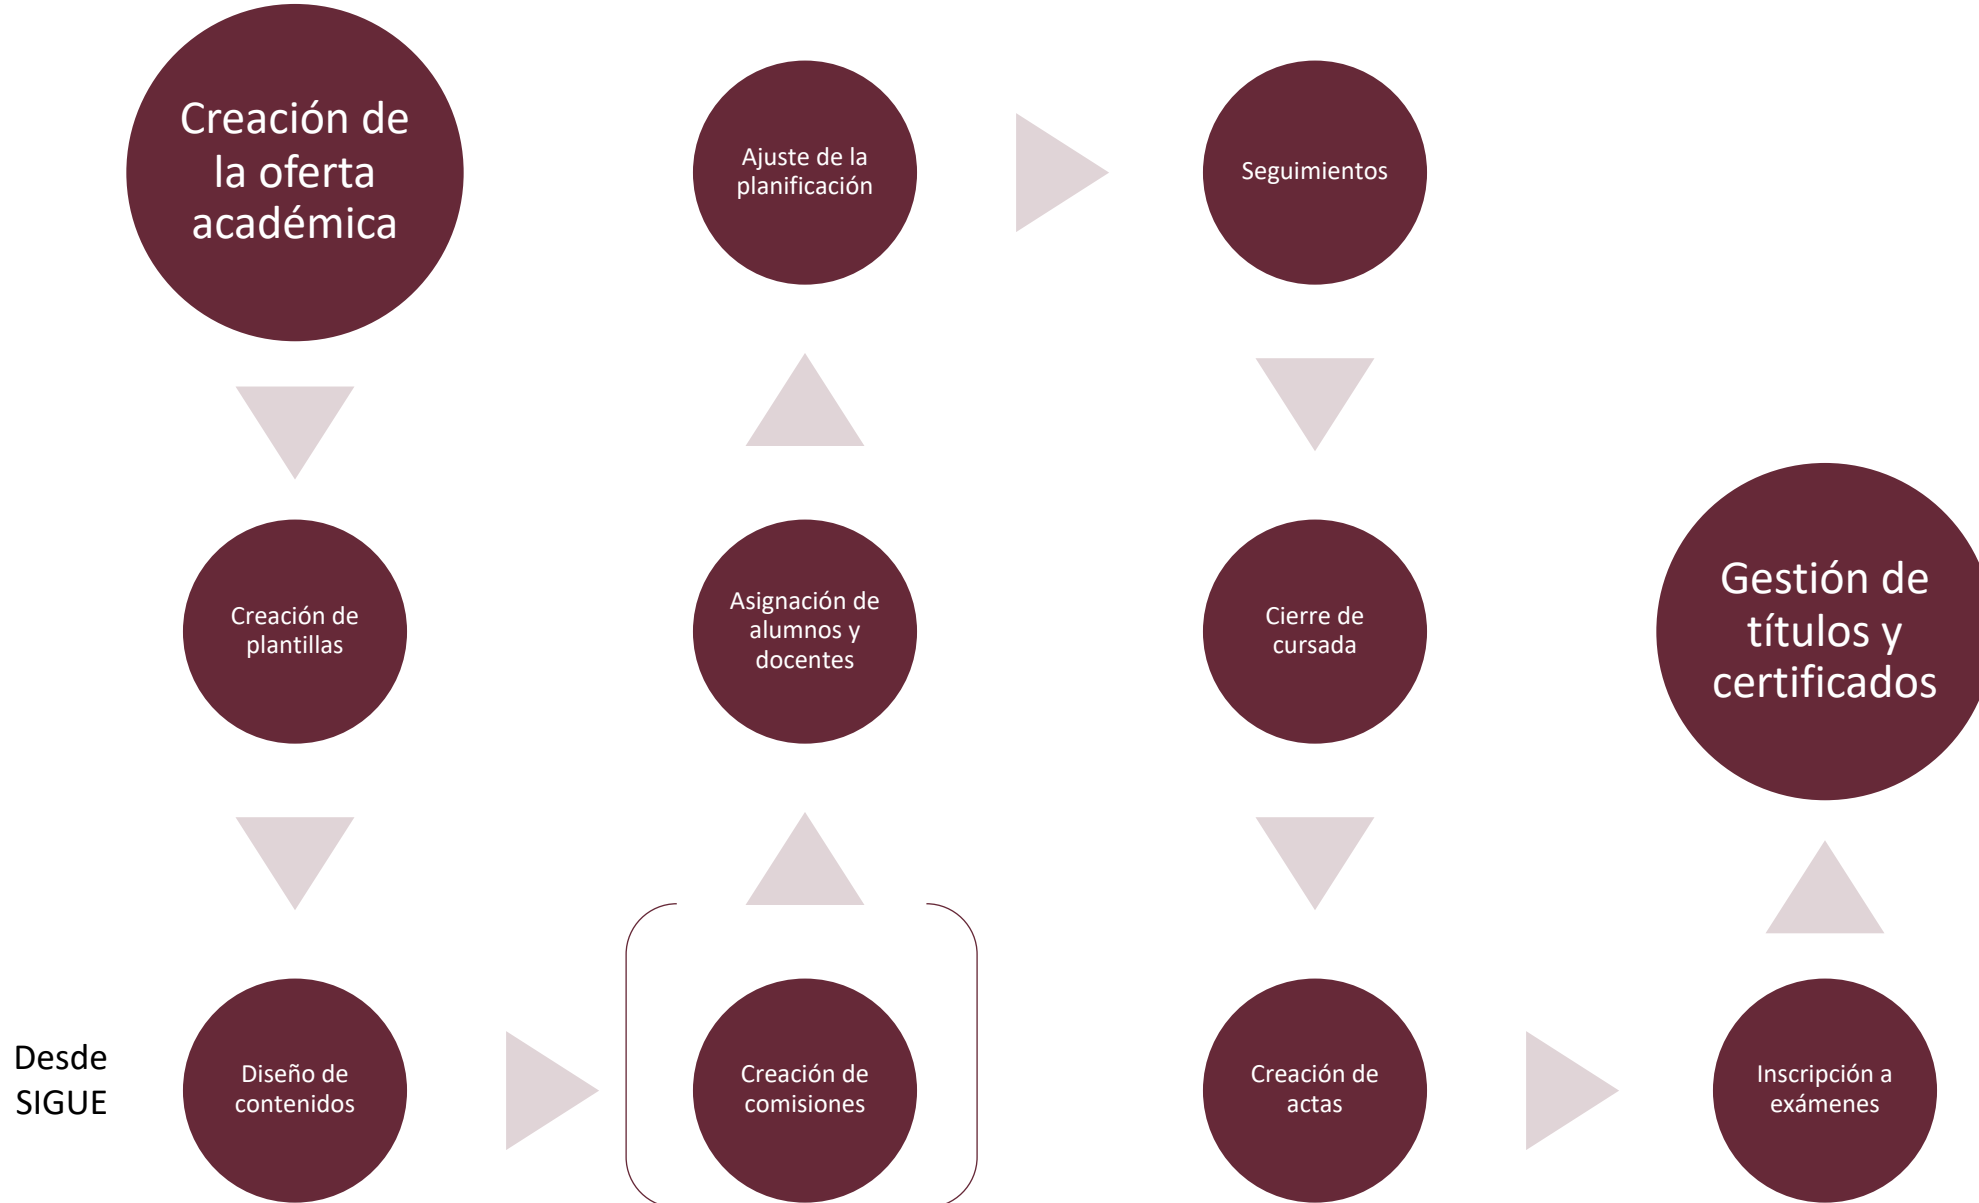 Creación de
la oferta
académica
Creación de
plantillas
Desde
SIGUE
Diseño de
contenidos
Creación de
comisiones
Asignación de
alumnos y
docentes
Ajuste de la
planificación
Seguimientos
Cierre de
cursada
Creación de
actas
Inscripción a
exámenes
Gestión de
títulos y
certificados